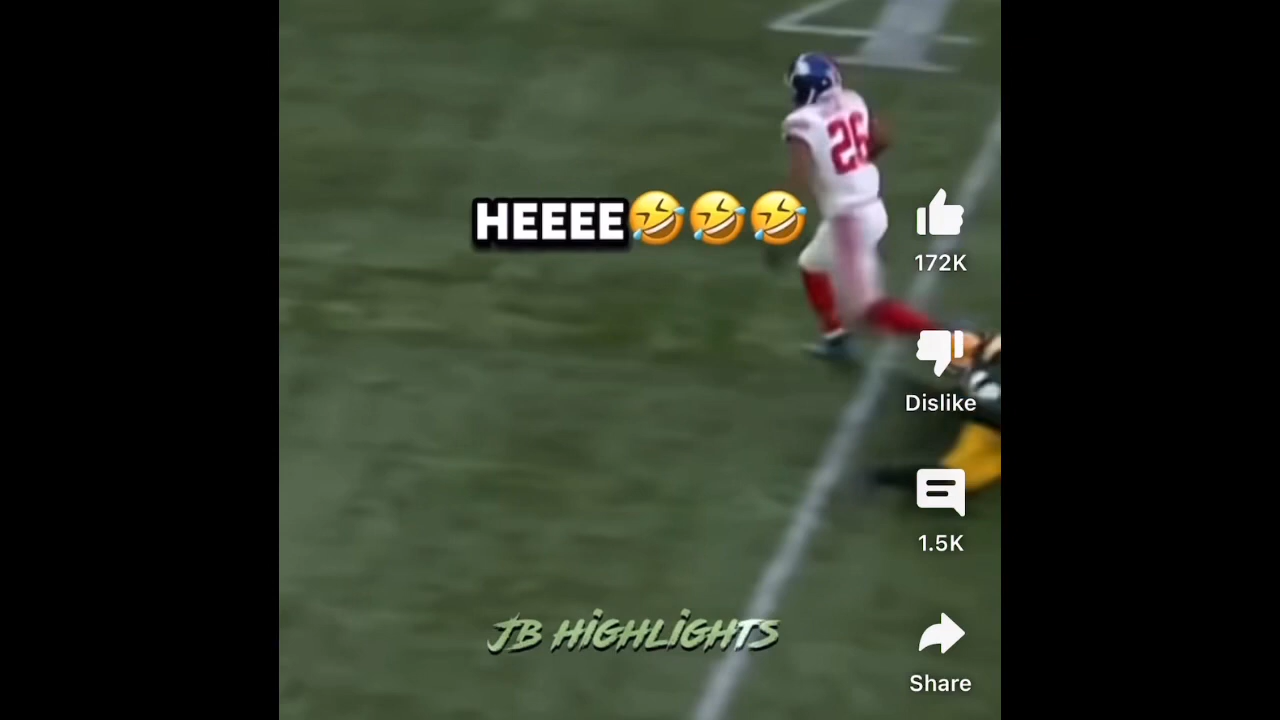 26
HEEEE🤣🤣🤣
172K
Dislike
1.5K
JB HIGHLIGHTS
Share